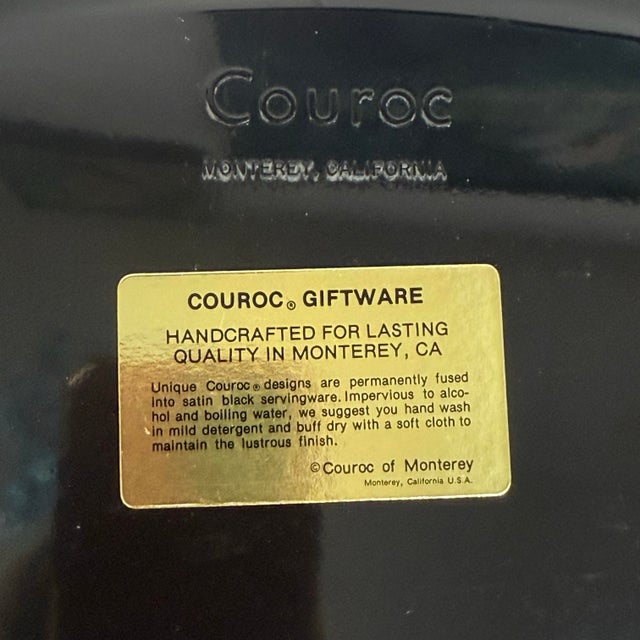 Couroc
MONTEREY, CALIFORNIA
COUROC® GIFTWARE
HANDCRAFTED FOR LASTING
QUALITY IN MONTEREY, CA
Unique Couroc® designs are permanently fused
into satin black servingware. Impervious to alco-
hol and boiling water, we suggest you hand wash
in mild detergent and buff dry with a soft cloth to
maintain the lustrous finish.
©Couroc of Monterey
Monterey, California U.S.A.